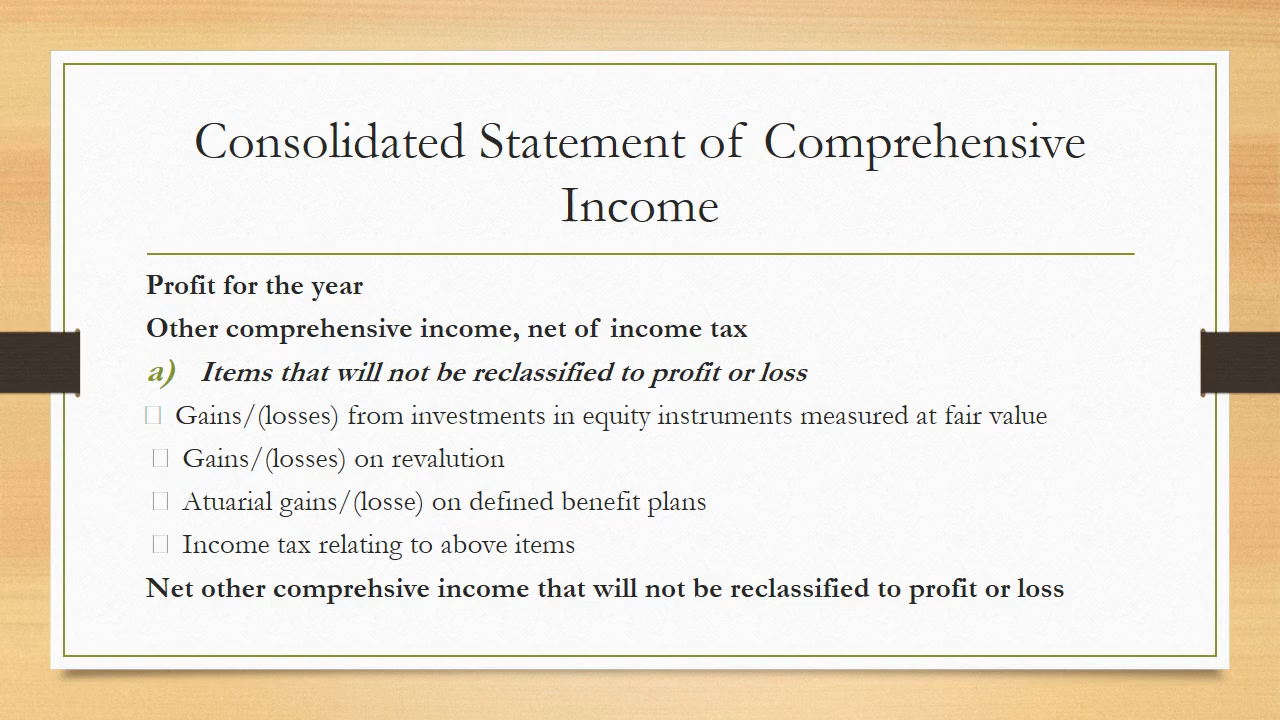 Consolidated Statement of Comprehensive
Income
Profit for the year
Other comprehensive income, net of income tax
a) Items that will not be reclassified to profit or loss
Gains/(losses) from investments in equity instruments measured at fair value
Gains/(losses) on revalution
Atuarial gains/(losse) on defined benefit plans
Income tax relating to above items
Net other comprehsive income that will not be reclassified to profit or loss